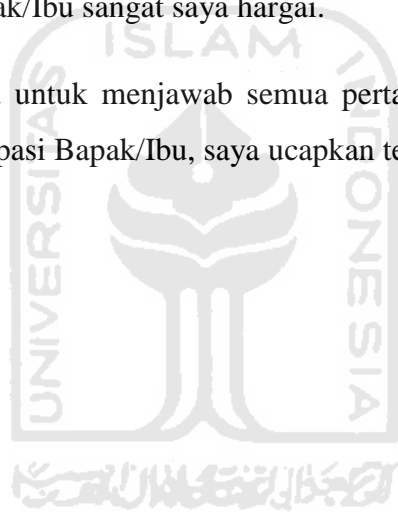 ak/Ibu sangat saya hargai.
ISLAM
untuk menjawab semua perta
pasi Bapak/Ibu, saya ucapkan te
UNIVERSITAS
INDONESIA